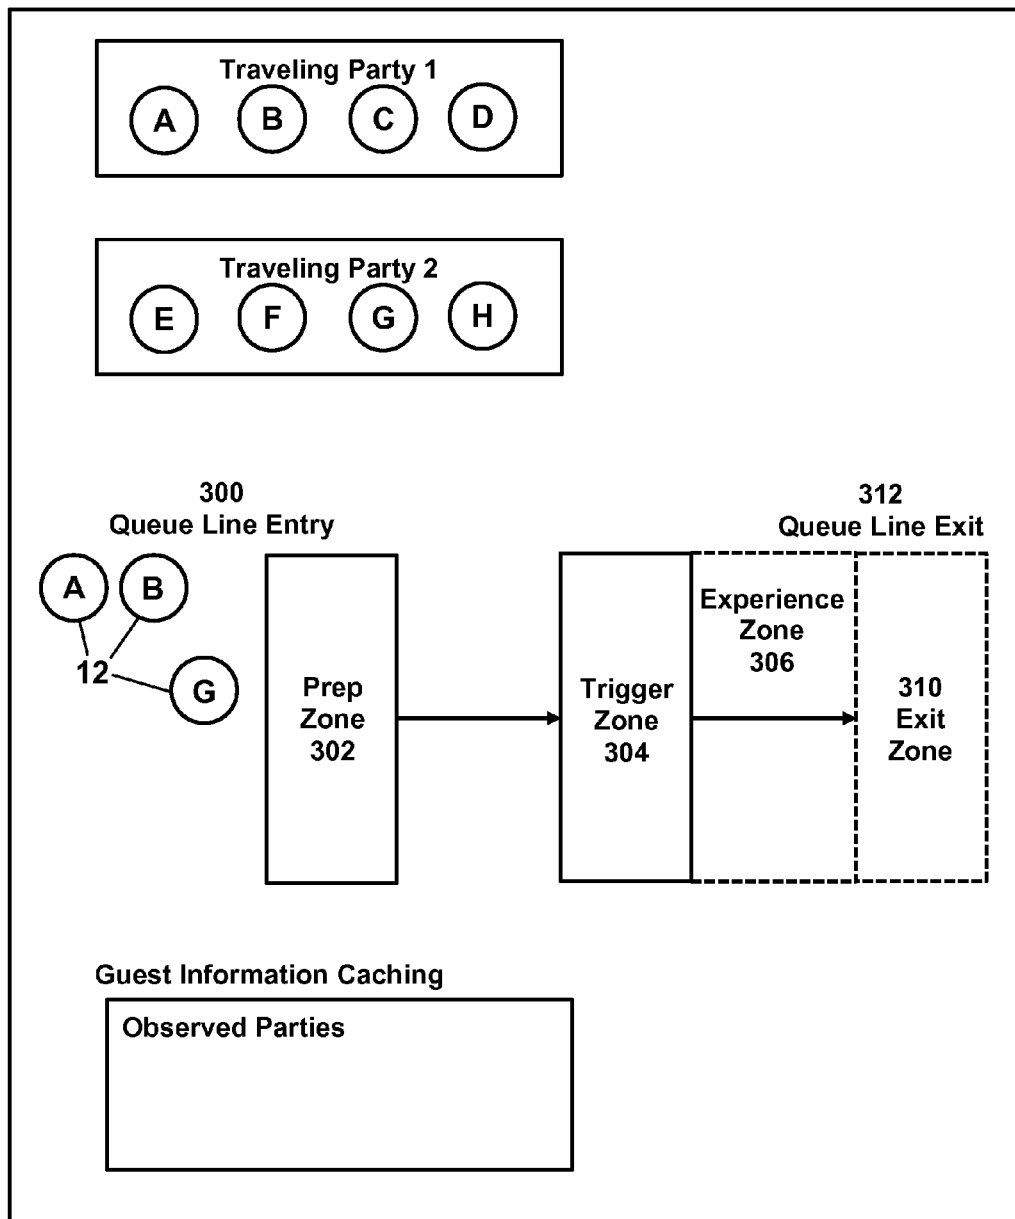 Traveling Party 1
A B C D
Traveling Party 2
E F G H
300
Queue Line Entry
312
Queue Line Exit
A B
12
G
Prep
Zone
302
Trigger
Zone
304
Experience
Zone
306
310
Exit
Zone
Guest Information Caching
Observed Parties